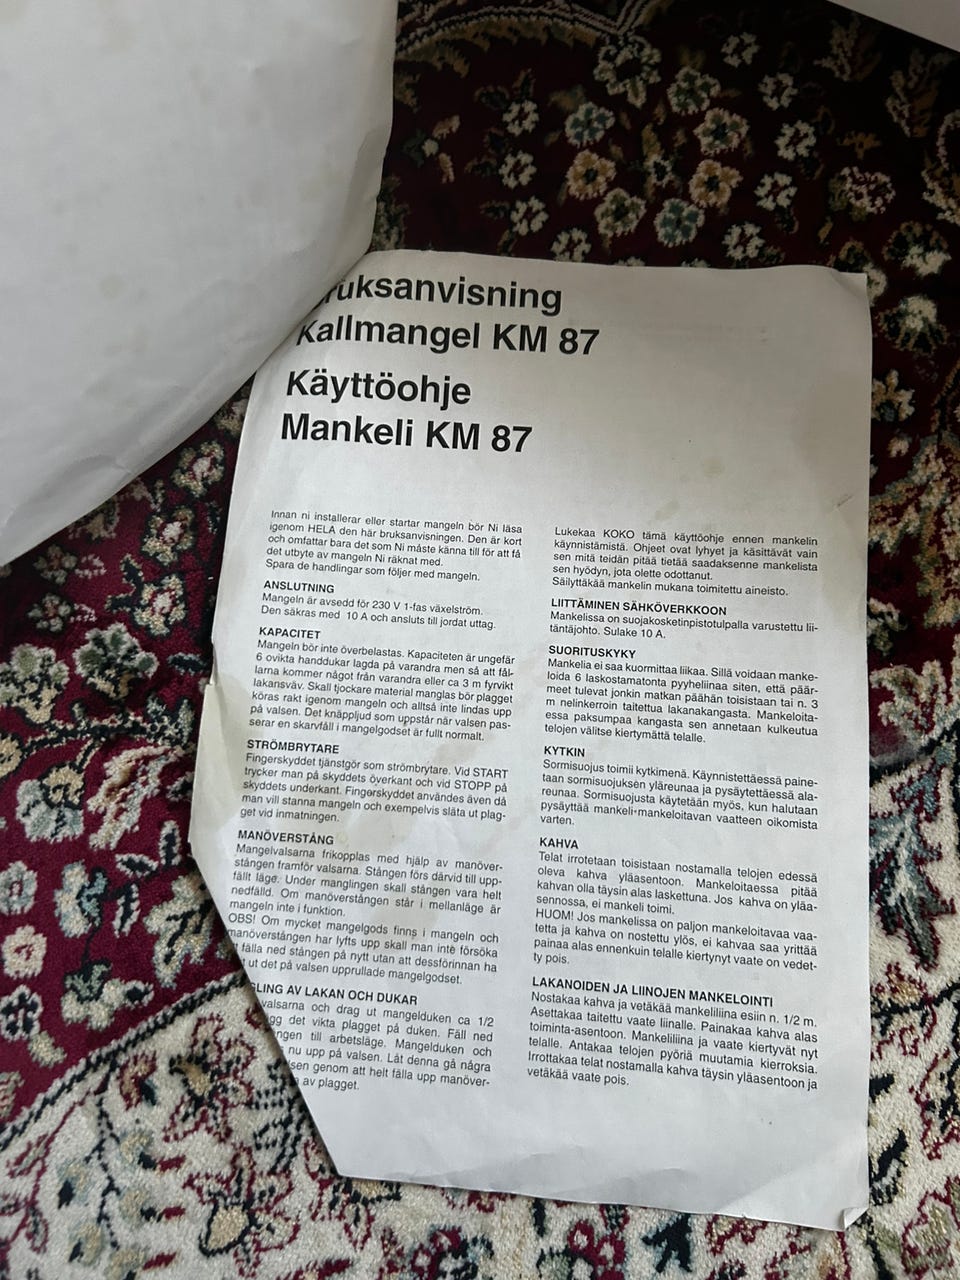 ruksanvisning
Kallmangel KM 87
Käyttöohje
Mankeli KM 87
Innan ni installerar eller startar mangeln bör Ni läsa
igenom HELA den här bruksanvisningen. Den är kort
och omfattar bara det som Ni måste känna till för att få
det utbyte av mangeln Ni räknat med.
Spara de handlingar som följer med mangeln.
ANSLUTNING
Mangeln är avsedd för 230 V 1-fas växelström.
Den säkras med 10 A och ansluts till jordat uttag.
KAPACITET
Mangeln bör inte överbelastas. Kapaciteten är ungefär
6 ovikta handdukar lagda på varandra men så att fål-
larna kommer något från varandra eller ca 3 m fyrvikt
lakansväv. Skall tjockare material manglas bör plagget
köras rakt igenom mangeln och alltså inte lindas upp
på valsen. Det knäppljud som uppstår när valsen pas-
serar en skarvfåll i mangelgodset är fullt normalt.
STRÖMBRYTARE
Fingerskyddet tjänstgör som strömbrytare. Vid START
trycker man på skyddets överkant och vid STOPP på
skyddets underkant. Fingerskyddet användes även då
man vill stanna mangeln och exempelvis släta ut plag-
get vid inmatningen.
MANÖVERSTÅNG
Mangelvalsarna frikopplas med hjälp av manöver-
stången framför valsarna. Stången förs därvid till upp-
fällt läge. Under manglingen skall stången vara helt
nedfälld. Om manöverstången står i mellanläge är
mangeln inte i funktion.
OBS! Om mycket mangelgods finns i mangeln och
manöverstången har lyfts upp skall man inte försöka
fälla ned stången på nytt utan att dessförinnan ha
ut det på valsen upprullade mangelgodset.
GLING AV LAKAN OCH DUKAR
valsarna och drag ut mangelduken ca 1/2
gg det vikta plagget på duken. Fäll ned
ngen till arbetsläge. Mangelduken och
nu upp på valsen. Låt denna gå några
sen genom att helt fälla upp manöver-
av plagget.
Lukekaa KOKO tämä käyttöohje ennen mankelin
käynnistämistä. Ohjeet ovat lyhyet ja käsittävät vain
sen mitä teidän pitää tietää saadaksenne mankelista
sen hyödyn, jota olette odottanut.
Säilyttäkää mankelin mukana toimitettu aineisto.
LIITTÄMINEN SÄHKÖVERKKOON
Mankelissa on suojakosketinpistotulpalla varustettu lii-
täntäjohto. Sulake 10 A.
SUORITUSKYKY
Mankelia ei saa kuormittaa liikaa. Sillä voidaan manke-
loida 6 laskostamatonta pyyheliinaa siten, että päär-
meet tulevat jonkin matkan päähän toisistaan tai n. 3
m nelinkerroin taitettua lakanakangasta. Mankeloita-
essa paksumpaa kangasta sen annetaan kulkeutua
telojen välitse kiertymättä telalle.
KYTKIN
Sormisuojus toimii kytkimenä. Käynnistettäessä paine-
taan sormisuojuksen yläreunaa ja pysäytettäessä ala-
reunaa. Sormisuojusta käytetään myös, kun halutaan
pysäyttää mankeli-mankeloitavan vaatteen oikomista
varten.
KAHVA
Telat irrotetaan toisistaan nostamalla telojen edessä
oleva kahva yläasentoon. Mankeloitaessa pitää
kahvan olla täysin alas laskettuna. Jos kahva on yläa-
sennossa, ei mankeli toimi.
HUOM! Jos mankelissa on paljon mankeloitavaa vaa-
tetta ja kahva on nostettu ylös, ei kahvaa saa yrittää
painaa alas ennenkuin telalle kiertynyt vaate on vedet-
ty pois.
LAKANOIDEN JA LIINOJEN MANKELOINTI
Nostakaa kahva ja vetäkää mankeliliina esiin n. 1/2 m.
Asettakaa taitettu vaate liinalle. Painakaa kahva alas
toiminta-asentoon. Mankeliliina ja vaate kiertyvät nyt
telalle. Antakaa telojen pyöriä muutamia kierroksia.
Irrottakaa telat nostamalla kahva täysin yläasentoon ja
vetäkää vaate pois.